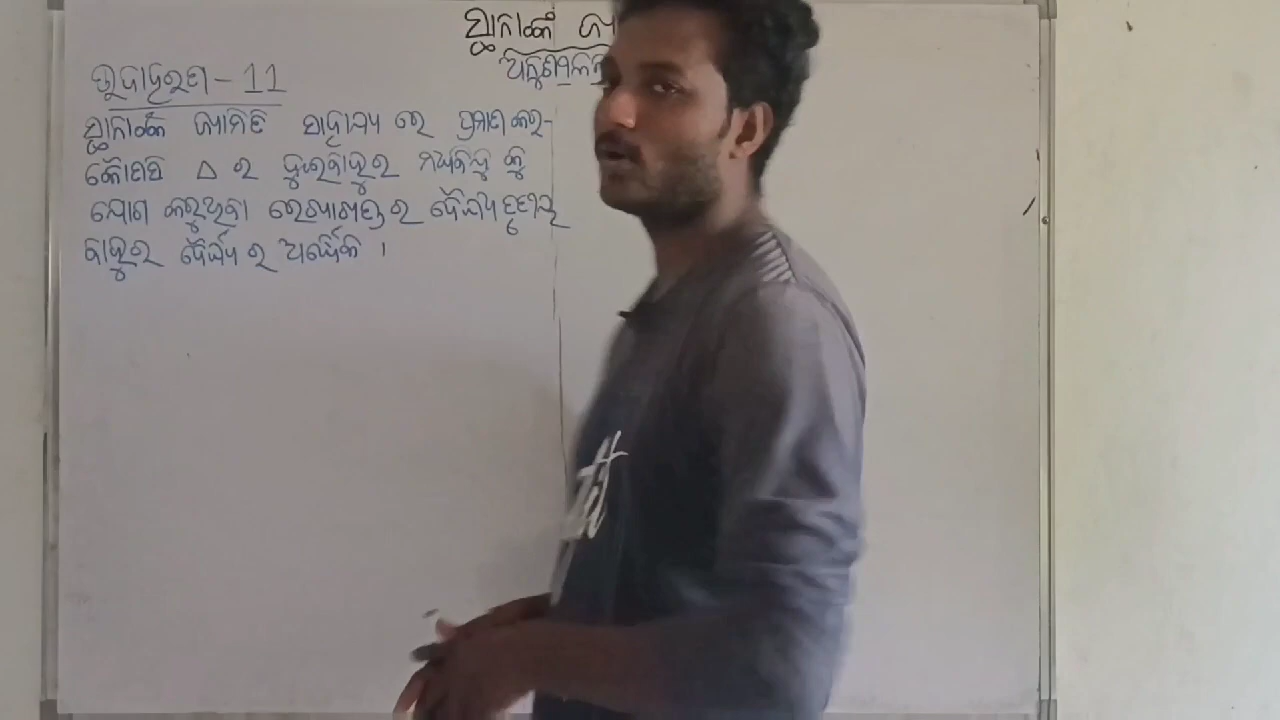 ସ୍ଥାନାଙ୍କ ଜ୍ୟା
ଉଦାହରଣ - 11
ସ୍ଥାନାଙ୍କ ଜ୍ୟାମିତି ସାହାଯ୍ୟ ରେ ପ୍ରମାଣ କର-
କୌଣସି Δ ର ଦୁଇବାହୁର ମଧ୍ୟବିନ୍ଦୁ କୁ
ଯୋଗ କରୁଥିବା ରେଖାଖଣ୍ଡ ର ଦୈର୍ଘ୍ୟ ତୃତୀୟ
ବାହୁର ଦୈର୍ଘ୍ୟ ର ଅର୍ଦ୍ଧେକ ।